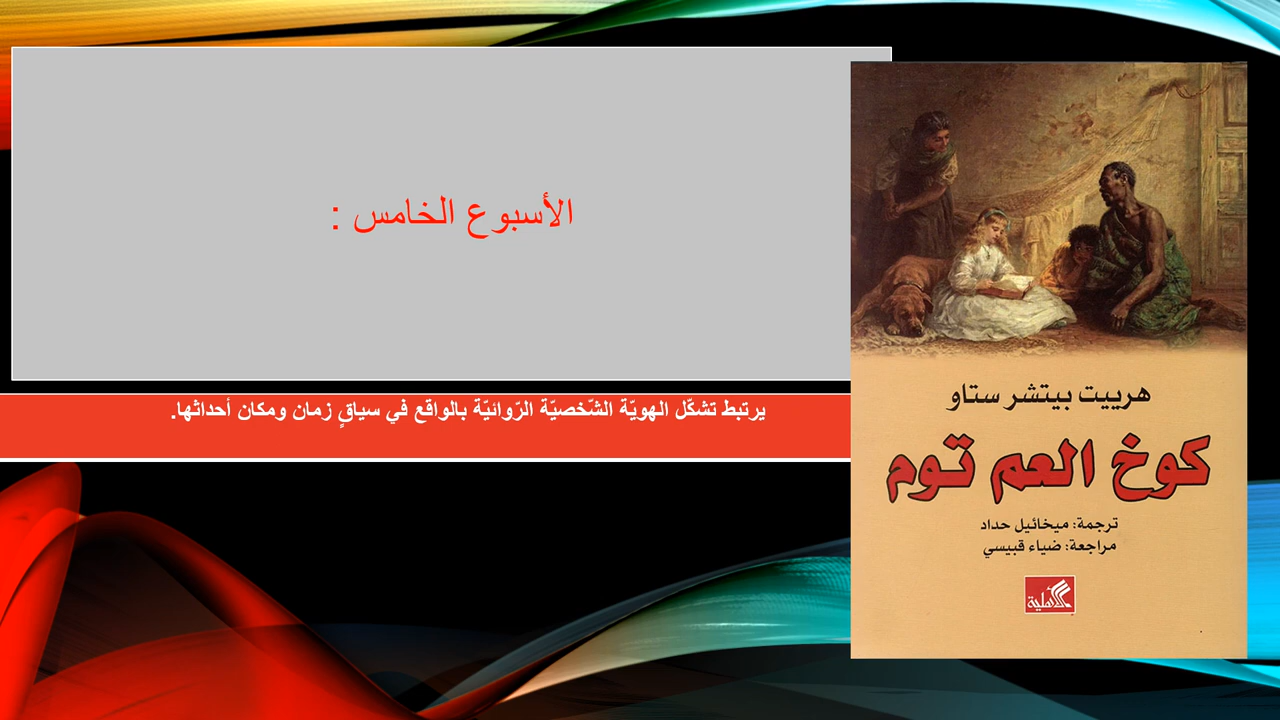 الأسبوع الخامس :
يرتبط تشكّل الهويّة الشّخصيّة الرّوائيّة بالواقع في سياقٍ زمان ومكان أحداثها.
هرييت بيتشر ستاو
كوخ العم توم
ترجمة: ميخائيل حداد
مراجعة: ضياء قبيسي
الأهلية